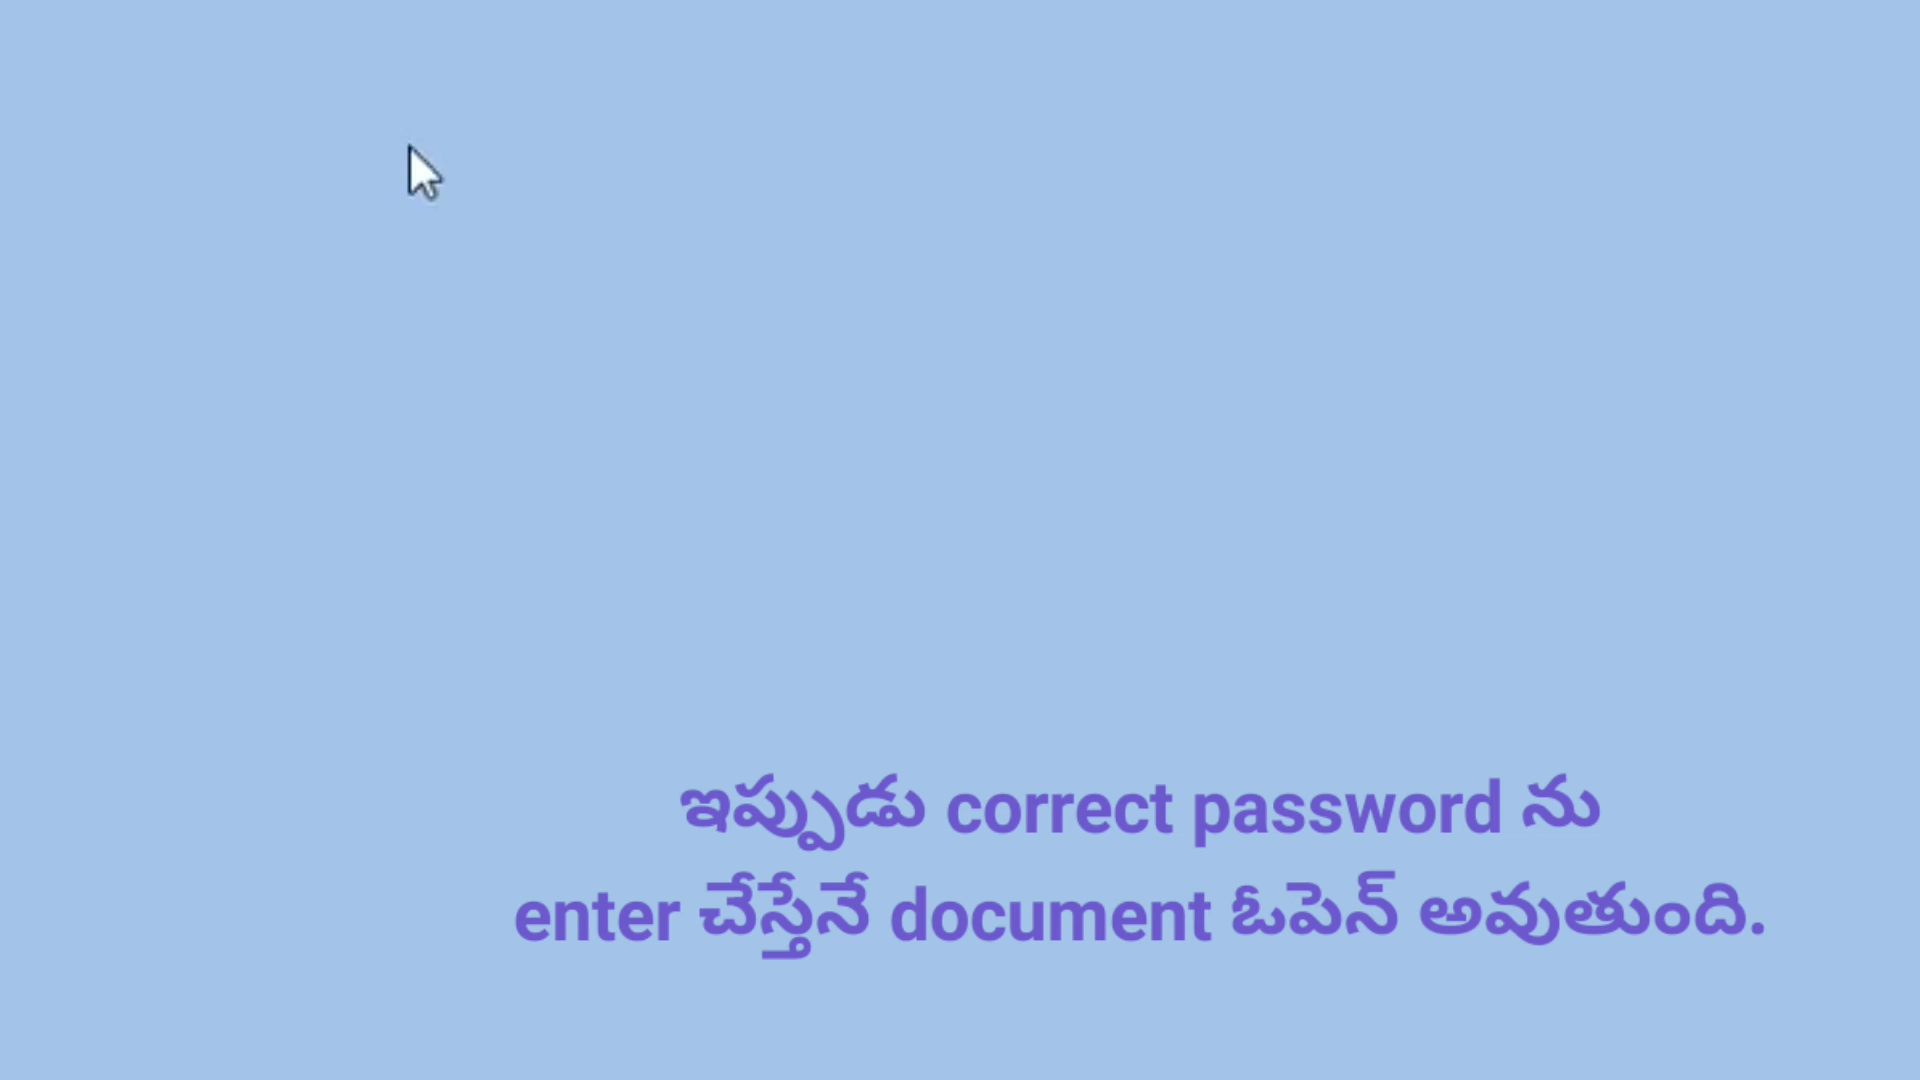 ఇప్పుడు correct password ను
enter చేస్తేనే document ఓపెన్ అవుతుంది.